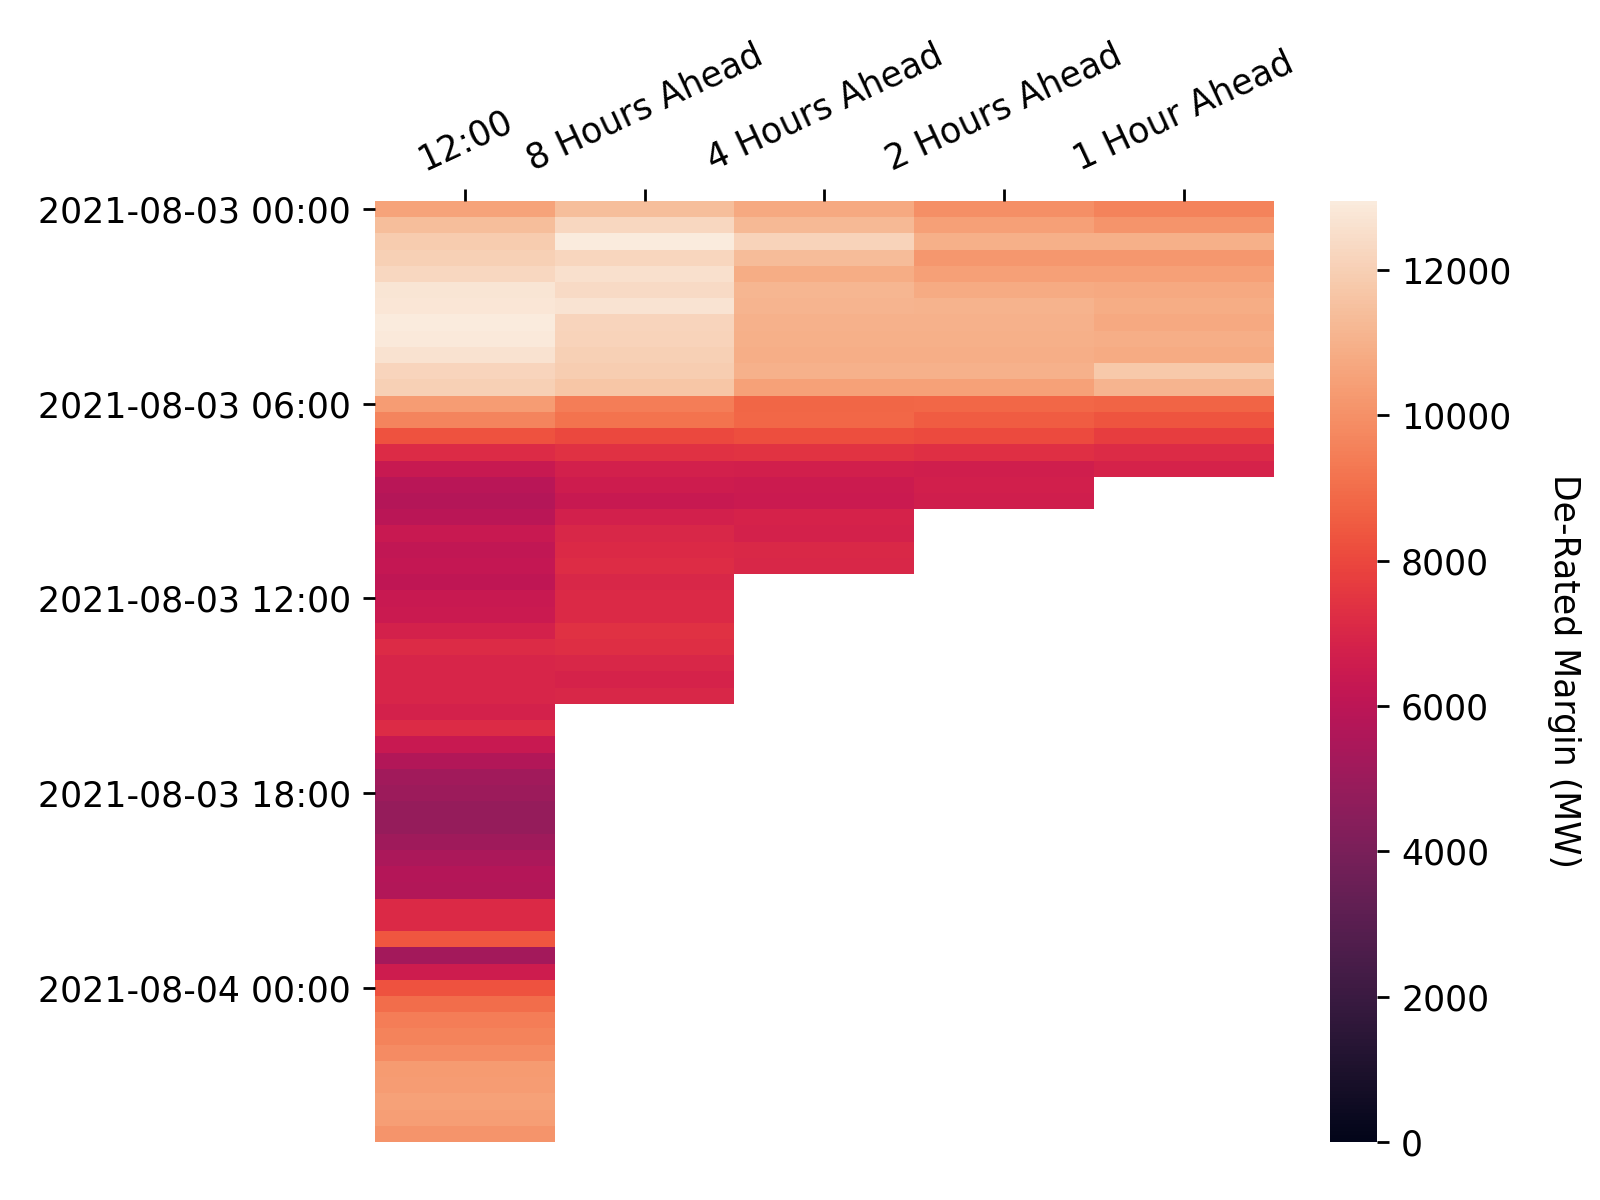 12:00
8 Hours Ahead
4 Hours Ahead
2 Hours Ahead
1 Hour Ahead
2021-08-03 00:00
2021-08-03 06:00
2021-08-03 12:00
2021-08-03 18:00
2021-08-04 00:00
12000
10000
8000
6000
4000
2000
0
De-Rated Margin (MW)